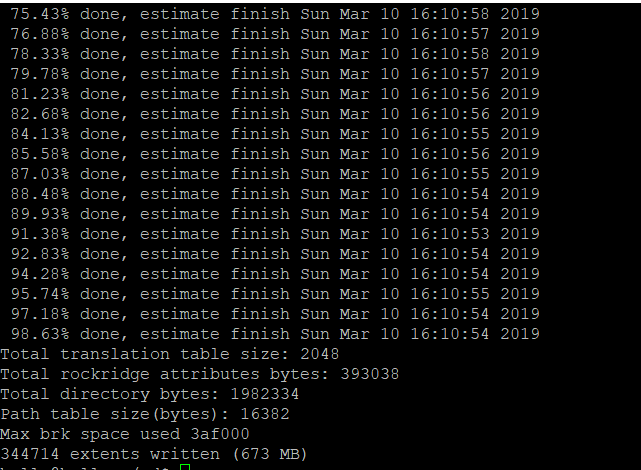 75.43% done, estimate finish Sun Mar 10 16:10:58 2019
76.88% done, estimate finish Sun Mar 10 16:10:57 2019
78.33% done, estimate finish Sun Mar 10 16:10:58 2019
79.78% done, estimate finish Sun Mar 10 16:10:57 2019
81.23% done, estimate finish Sun Mar 10 16:10:56 2019
82.68% done, estimate finish Sun Mar 10 16:10:56 2019
84.13% done, estimate finish Sun Mar 10 16:10:55 2019
85.58% done, estimate finish Sun Mar 10 16:10:56 2019
87.03% done, estimate finish Sun Mar 10 16:10:55 2019
88.48% done, estimate finish Sun Mar 10 16:10:54 2019
89.93% done, estimate finish Sun Mar 10 16:10:54 2019
91.38% done, estimate finish Sun Mar 10 16:10:53 2019
92.83% done, estimate finish Sun Mar 10 16:10:54 2019
94.28% done, estimate finish Sun Mar 10 16:10:54 2019
95.74% done, estimate finish Sun Mar 10 16:10:55 2019
97.18% done, estimate finish Sun Mar 10 16:10:54 2019
98.63% done, estimate finish Sun Mar 10 16:10:54 2019
Total translation table size: 2048
Total rockridge attributes bytes: 393038
Total directory bytes: 1982334
Path table size(bytes): 16382
Max brk space used 3af000
344714 extents written (673 MB)